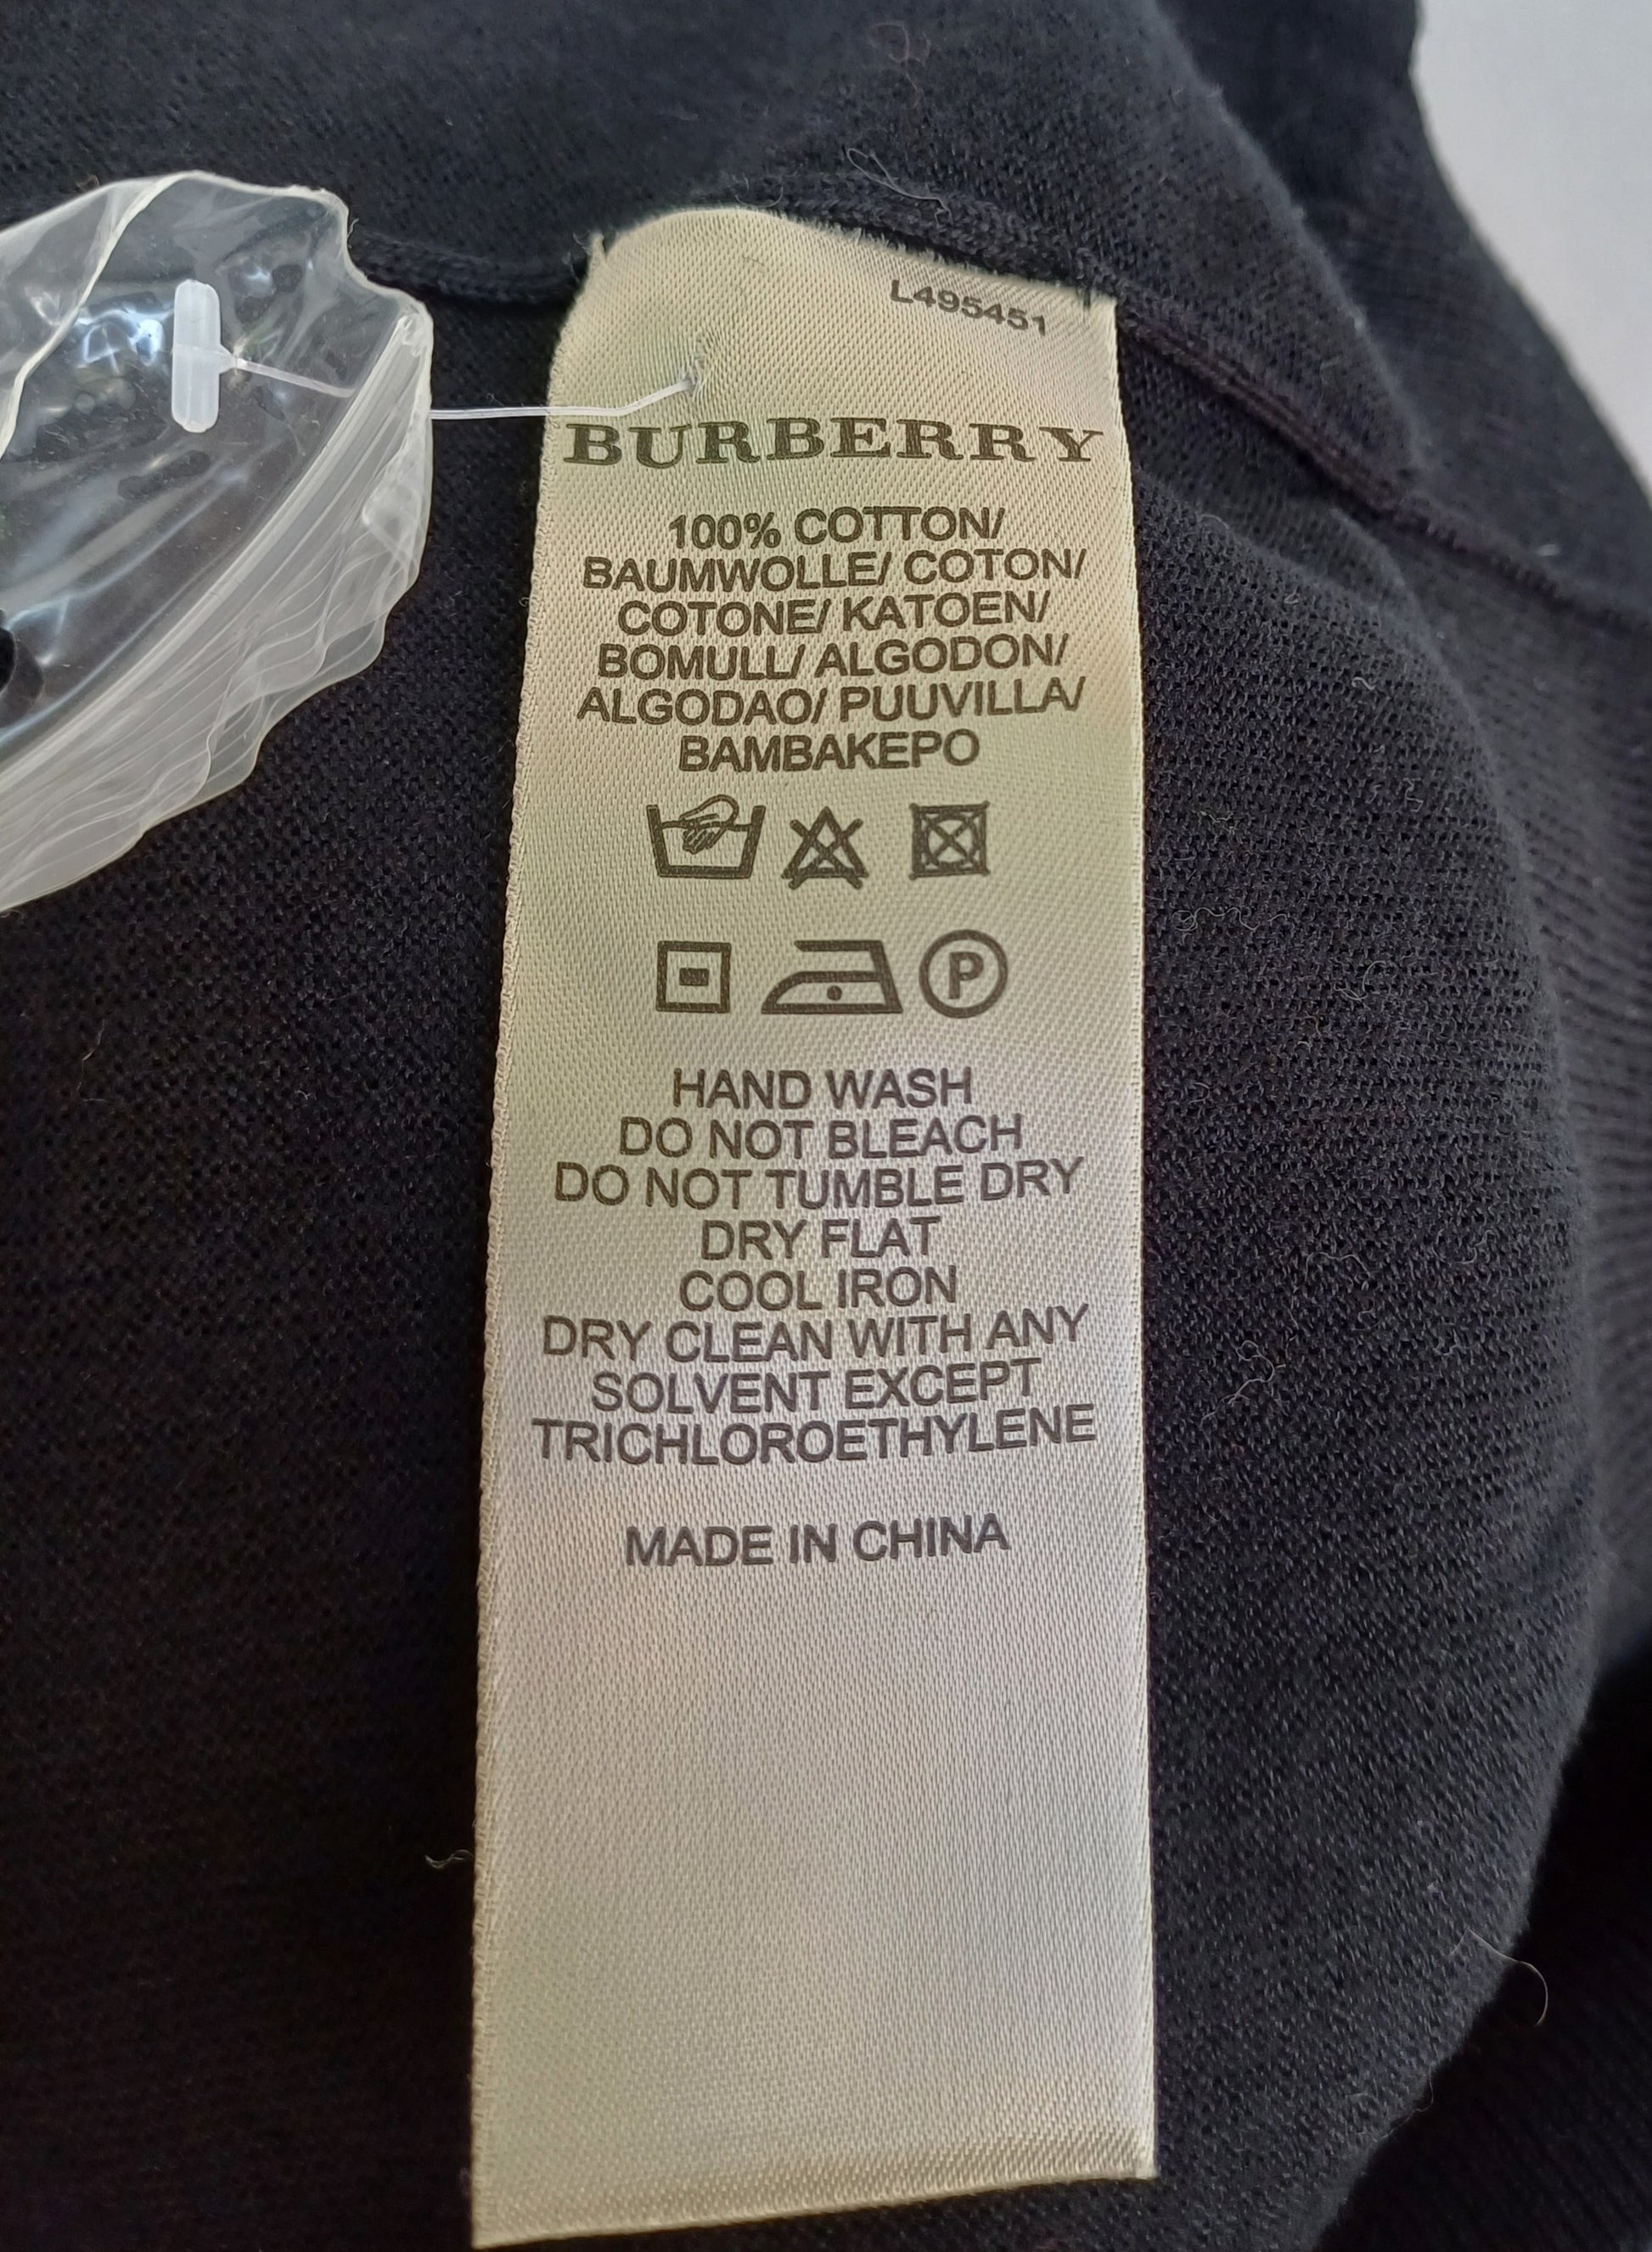 L495451
BURBERRY
100% COTTON/
BAUMWOLLE/ COTON/
COTONE/ KATOEN/
BOMULL/ ALGODON/
ALGODAO/ PUUVILLA/
BAMBAKEPO
P
HAND WASH
DO NOT BLEACH
DO NOT TUMBLE DRY
DRY FLAT
COOL IRON
DRY CLEAN WITH ANY
SOLVENT EXCEPT
TRICHLOROETHYLENE
MADE IN CHINA